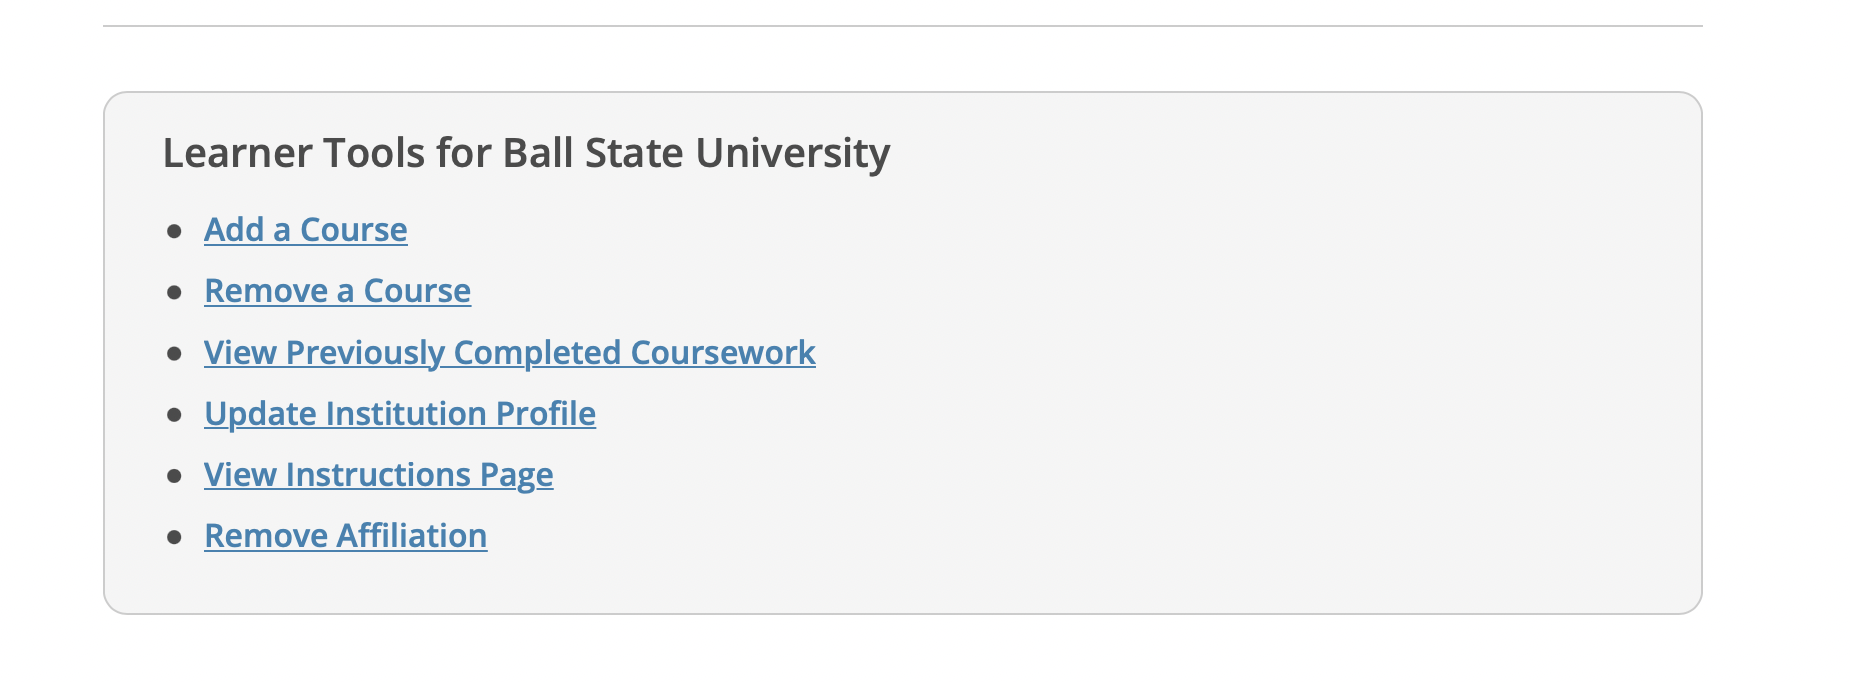 Learner Tools for Ball State University
Add a Course
Remove a Course
View Previously Completed Coursework
Update Institution Profile
View Instructions Page
Remove Affiliation